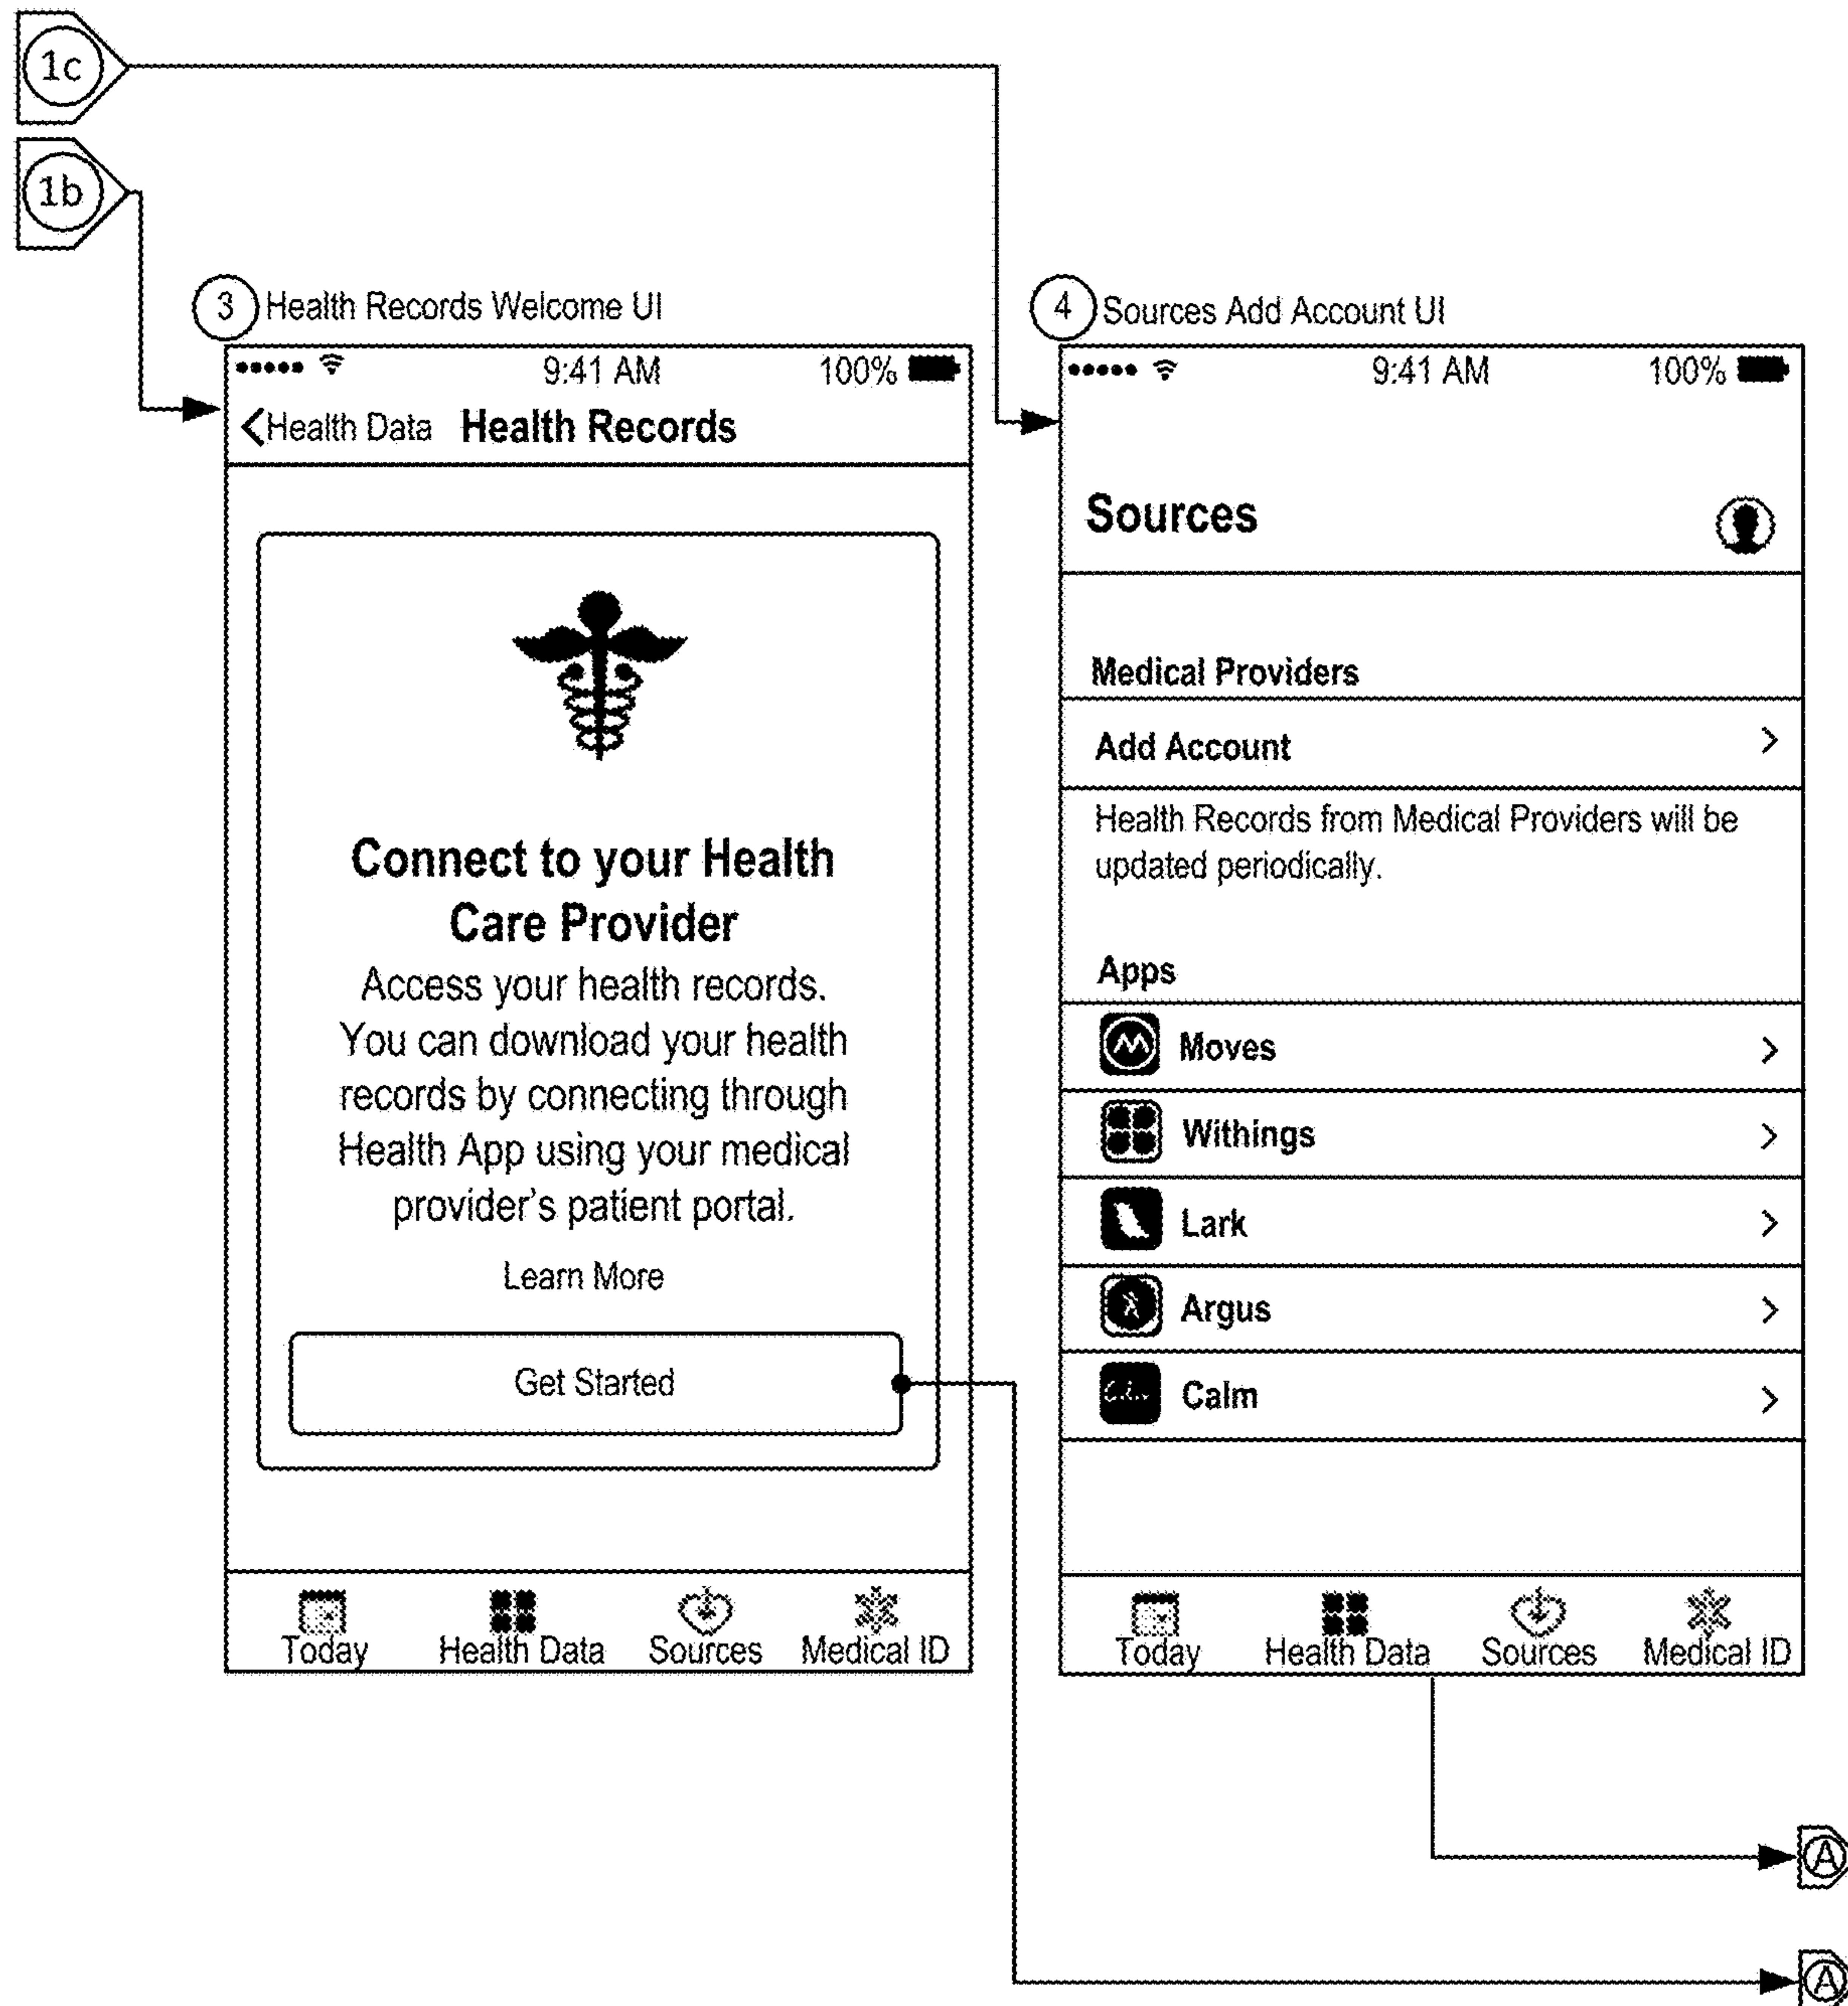 1c
1b
3 Health Records Welcome UI
9:41 AM 100%
Health Data Health Records
Connect to your Health
Care Provider
Access your health records.
You can download your health
records by connecting through
Health App using your medical
provider's patient portal.
Learn More
Get Started
Today Health Data Sources Medical ID
4 Sources Add Account UI
9:41 AM 100%
Sources
Medical Providers
Add Account
Health Records from Medical Providers will be
updated periodically.
Apps
Moves
Withings
Lark
Argus
Calm
Today Health Data Sources Medical ID
A
A